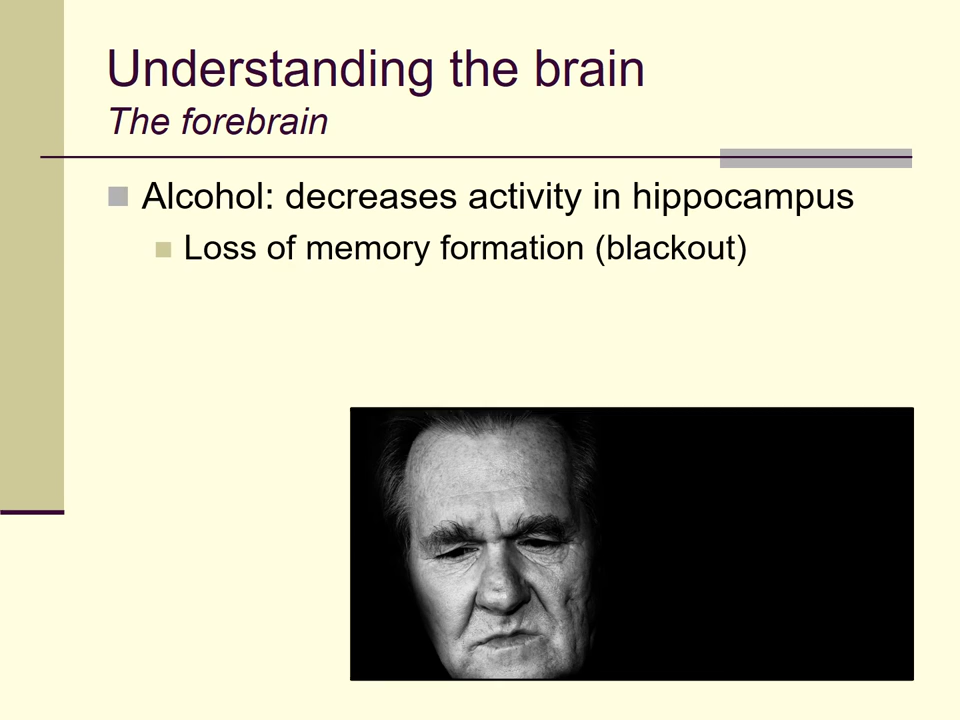 Understanding the brain
The forebrain
Alcohol: decreases activity in hippocampus
Loss of memory formation (blackout)